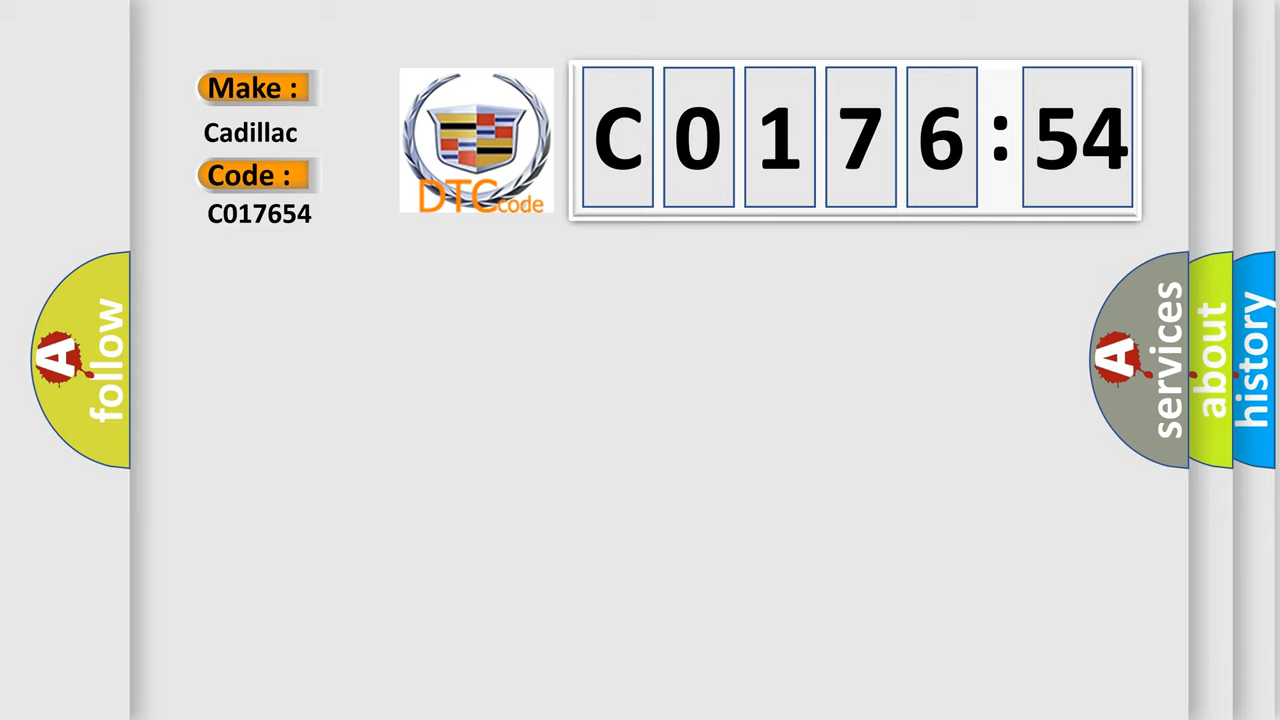 Make :
Cadillac
Code :
C017654
DTCcode
C 0 1 7 6 : 54
A follow
A services
about
history